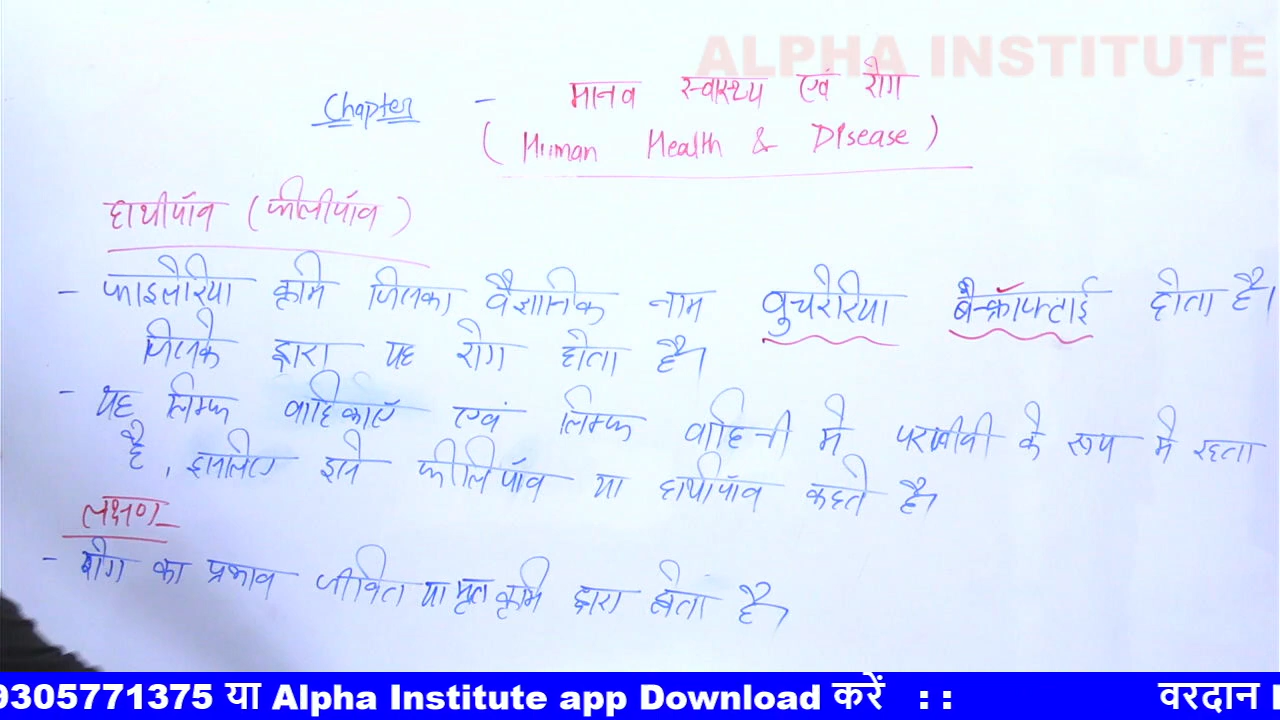 ALPHA INSTITUTE
Chapter - मानव स्वास्थ्य एवं रोग
( Human Health & Disease )
हाथीपाँव ( फीलीपाँव )
- फाइलेरिया कृमि जिसका वैज्ञानिक नाम वुचेरेरिया बैन्क्रॉफ्टाई होता है।
जिसके द्वारा यह रोग होता है।
- यह लिम्फ वाहिकाएँ एवं लिम्फ वाहिनी मे परजीवी के रूप मे रहता
है , इसलिए इसे फीलिपाँव या हाथीपाँव कहते है।
लक्षण-
- रोग का प्रभाव जीवित या मृत कृमि द्वारा होता है।
9305771375 या Alpha Institute app Download करें : : वरदान